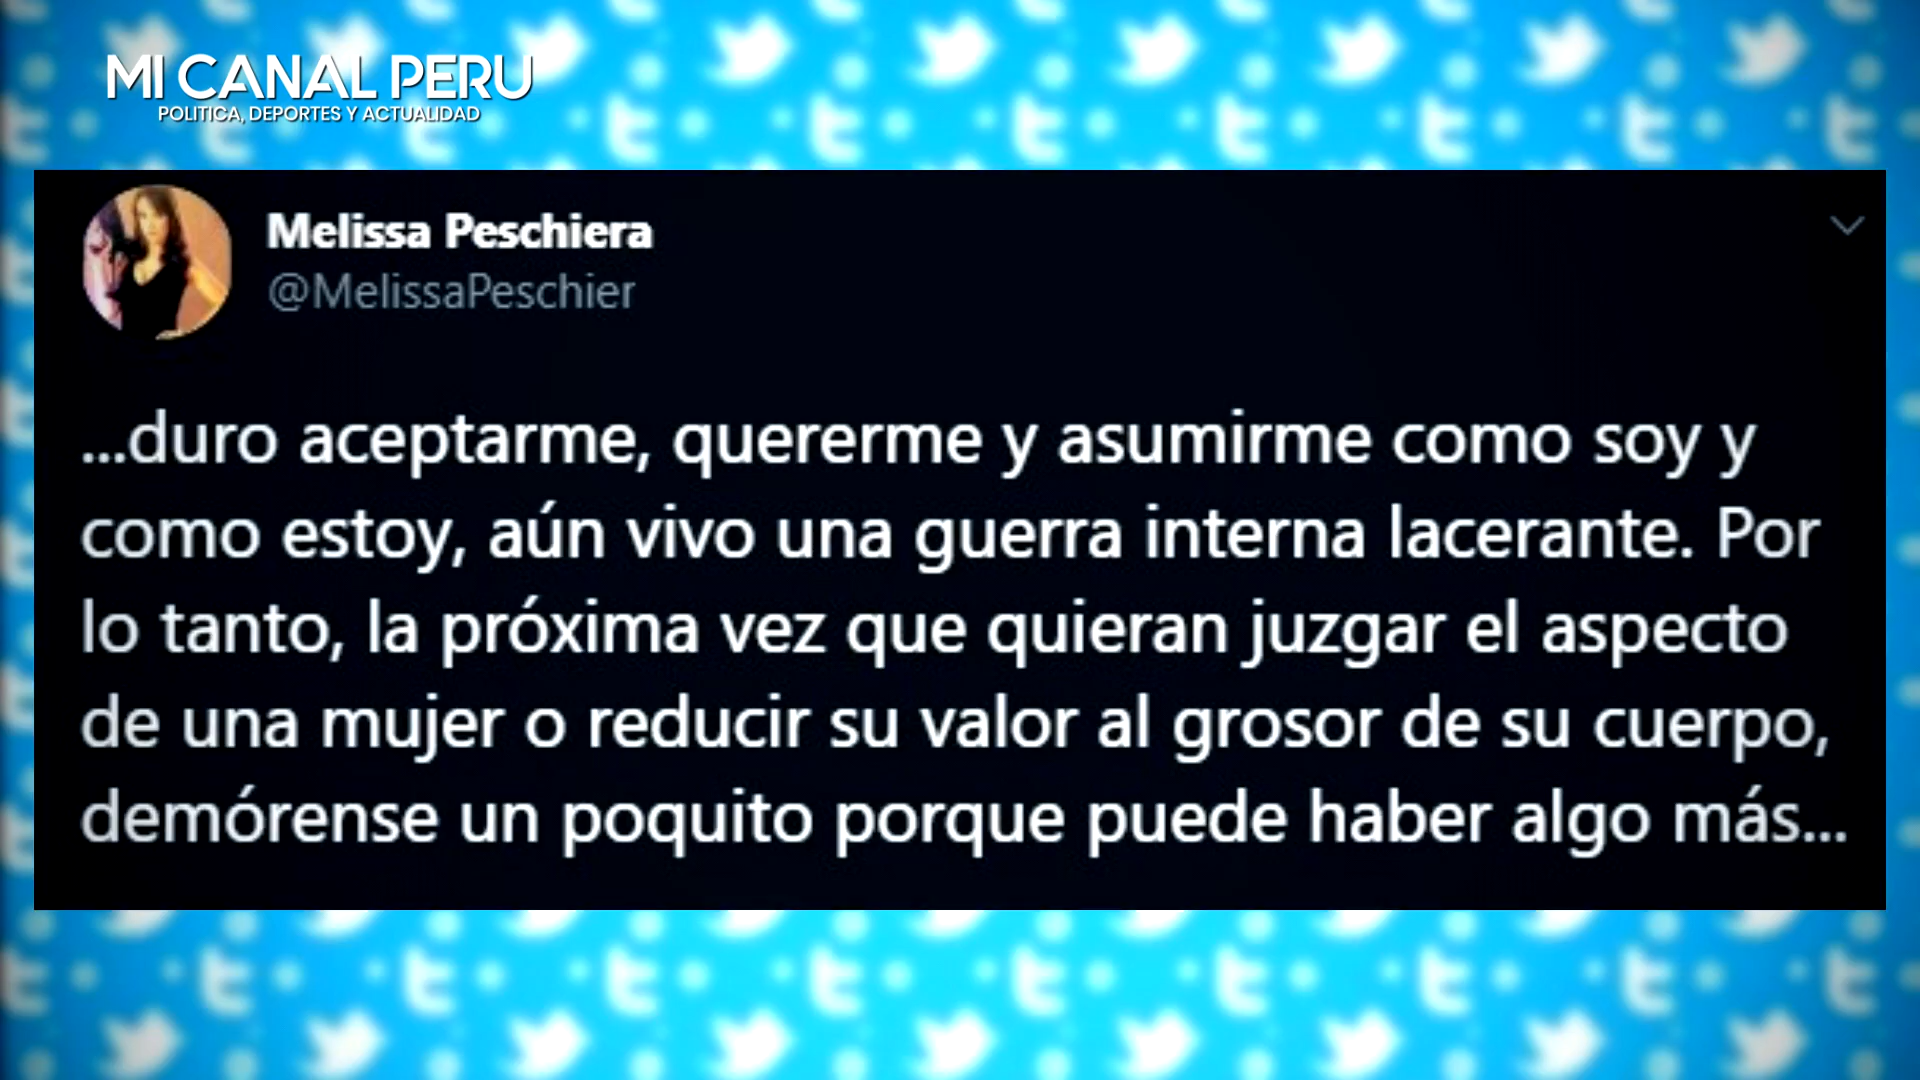 MI CANAL PERU
POLITICA, DEPORTES Y ACTUALIDAD
Melissa Peschiera
@MelissaPeschier
...duro aceptarme, quererme y asumirme como soy y
como estoy, aún vivo una guerra interna lacerante. Por
lo tanto, la próxima vez que quieran juzgar el aspecto
de una mujer o reducir su valor al grosor de su cuerpo,
demórense un poquito porque puede haber algo más...